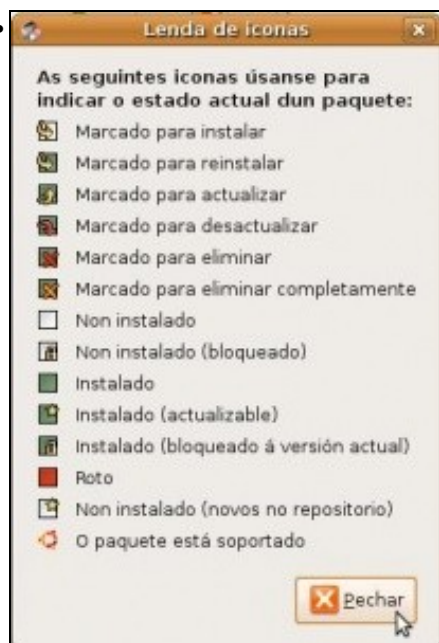 Lenda de iconas
As seguintes iconas úsanse para
indicar o estado actual dun paquete:
Marcado para instalar
Marcado para reinstalar
Marcado para actualizar
Marcado para desactualizar
Marcado para eliminar
Marcado para eliminar completamente
Non instalado
Non instalado (bloqueado)
Instalado
Instalado (actualizable)
Instalado (bloqueado á versión actual)
Roto
Non instalado (novos no repositorio)
O paquete está soportado
Pechar